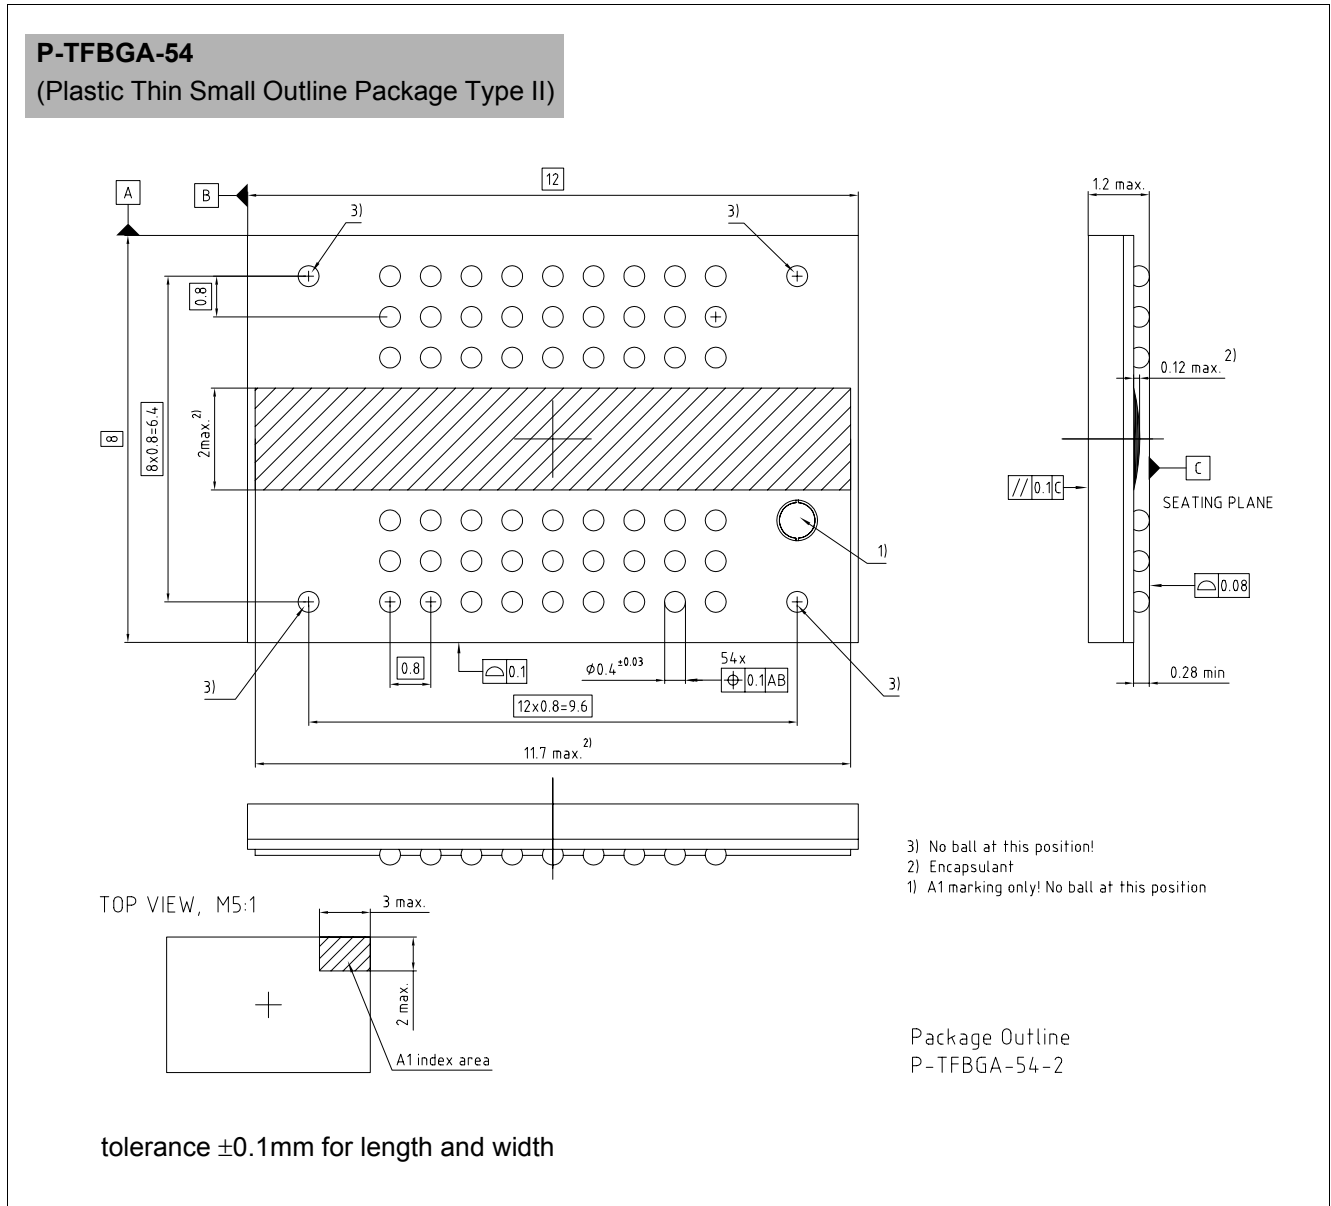 P-TFBGA-54
(Plastic Thin Small Outline Package Type II)
A
B
12
3)
3)
0.8
8
8x0.8=6.4
2max.2)
1)
3)
0.8
⌓ 0.1
⌀0.4±0.03
54x
⌖ 0.1 AB
3)
12x0.8=9.6
11.7 max.2)
1.2 max.
0.12 max.2)
// 0.1 C
C
SEATING PLANE
⌓ 0.08
0.28 min
3) No ball at this position!
2) Encapsulant
1) A1 marking only! No ball at this position
TOP VIEW, M5:1
3 max.
2 max.
A1 index area
Package Outline
P-TFBGA-54-2
tolerance ±0.1mm for length and width